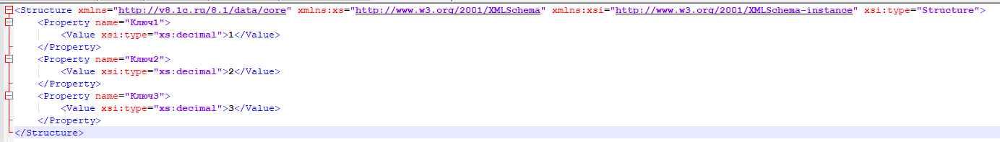 <Structure xmlns="http://v8.1c.ru/8.1/data/core" xmlns:xs="http://www.w3.org/2001/XMLSchema" xmlns:xsi="http://www.w3.org/2001/XMLSchema-instance" xsi:type="Structure">
<Property name="Ключ1">
<Value xsi:type="xs:decimal">1</Value>
</Property>
<Property name="Ключ2">
<Value xsi:type="xs:decimal">2</Value>
</Property>
<Property name="Ключ3">
<Value xsi:type="xs:decimal">3</Value>
</Property>
</Structure>